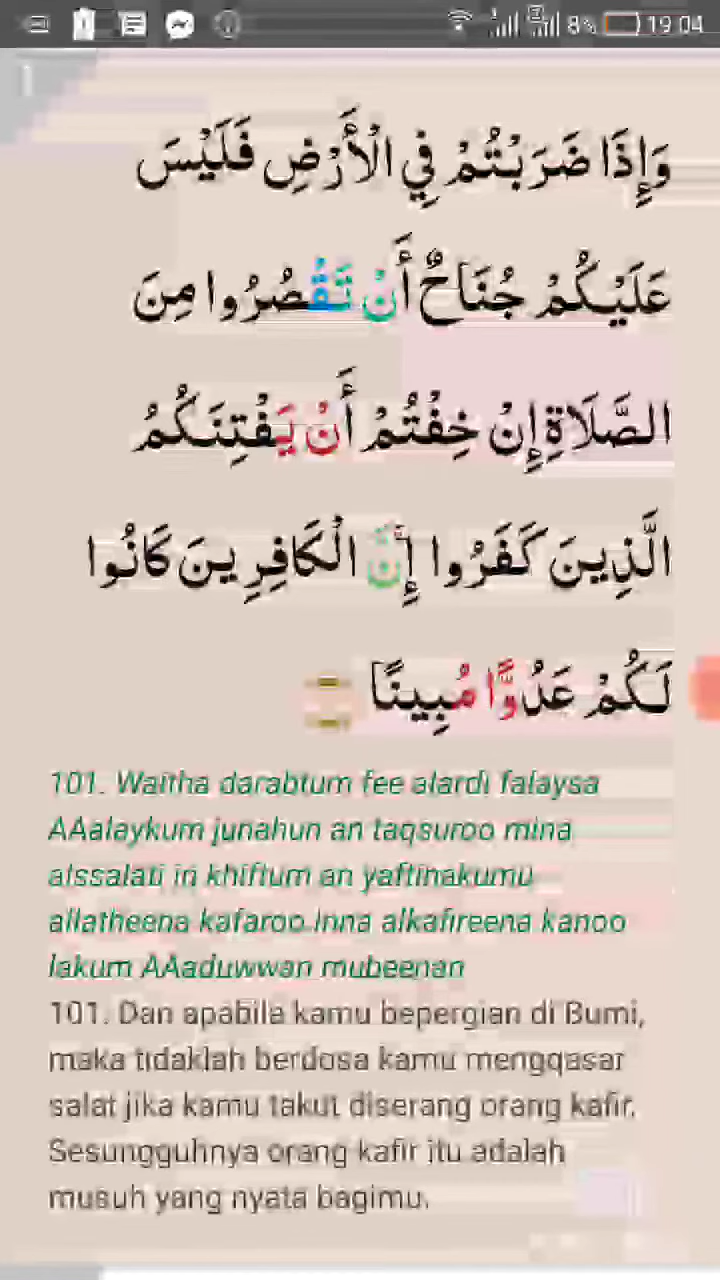 8% 19:04
وَإِذَا ضَرَبْتُمْ فِي الْأَرْضِ فَلَيْسَ
عَلَيْكُمْ جُنَاحٌ أَنْ تَقْصُرُوا مِنَ
الصَّلَاةِ إِنْ خِفْتُمْ أَنْ يَفْتِنَكُمُ
الَّذِينَ كَفَرُوا إِنَّ الْكَافِرِينَ كَانُوا
لَكُمْ عَدُوًّا مُبِينًا
101. Waitha darabtum fee alardi falaysa
AAalaykum junahun an taqsuroo mina
alssalati in khiftum an yaftinakumu
allatheena kafaroo inna alkafireena kanoo
lakum AAaduwwan mubeenan
101. Dan apabila kamu bepergian di Bumi,
maka tidaklah berdosa kamu mengqasar
salat jika kamu takut diserang orang kafir.
Sesungguhnya orang kafir itu adalah
musuh yang nyata bagimu.